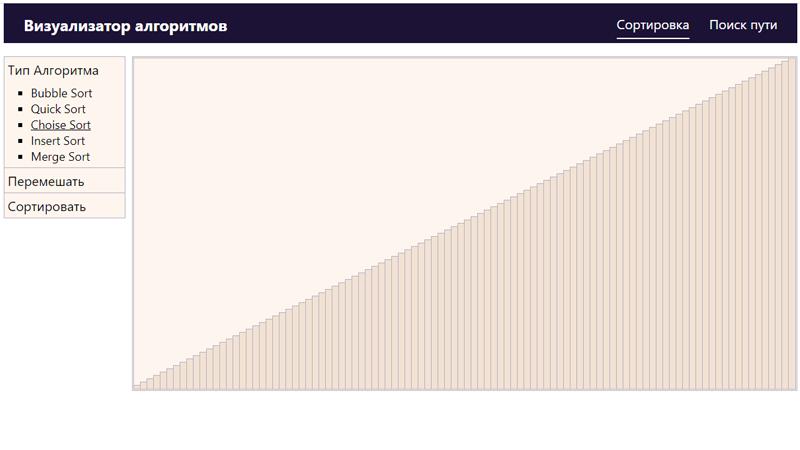 Визуализатор алгоритмов
Сортировка
Поиск пути
Тип Алгоритма
Bubble Sort
Quick Sort
Choise Sort
Insert Sort
Merge Sort
Перемешать
Сортировать